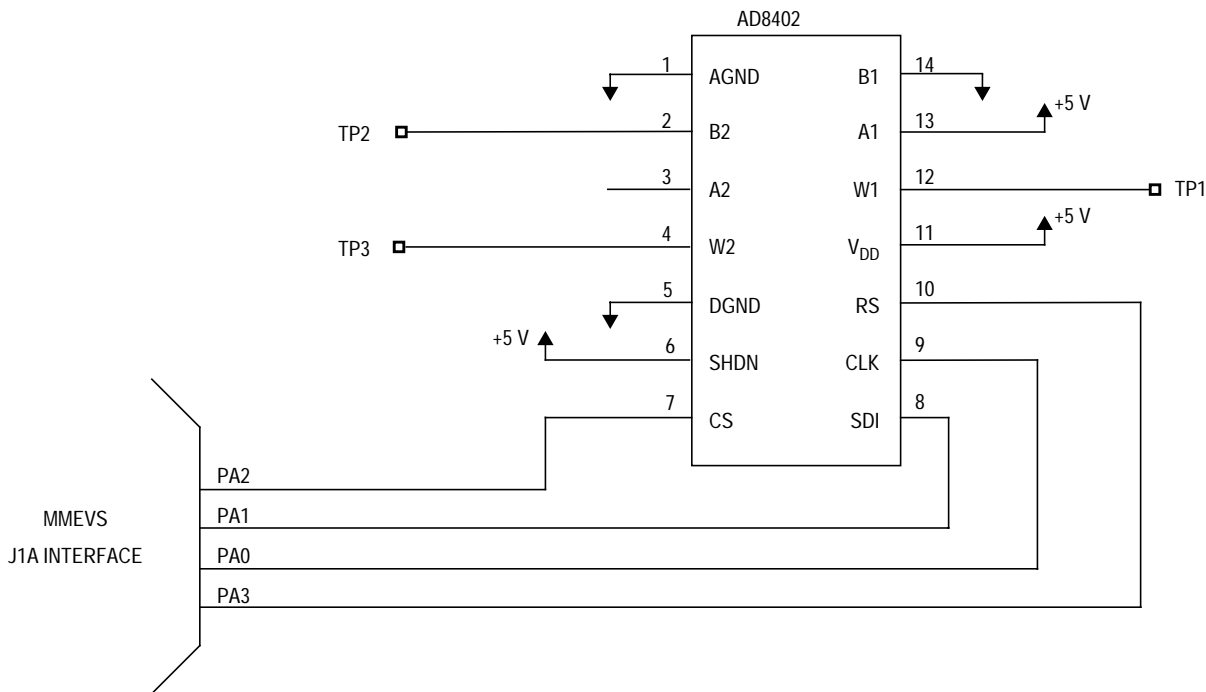 AD8402
1 AGND B1 14
+5 V
TP2 2 B2 A1 13
3 A2 W1 12 TP1
+5 V
TP3 4 W2 VDD 11
5 DGND RS 10
+5 V
6 SHDN CLK 9
7 CS SDI 8
PA2
MMEVS PA1
J1A INTERFACE PA0
PA3